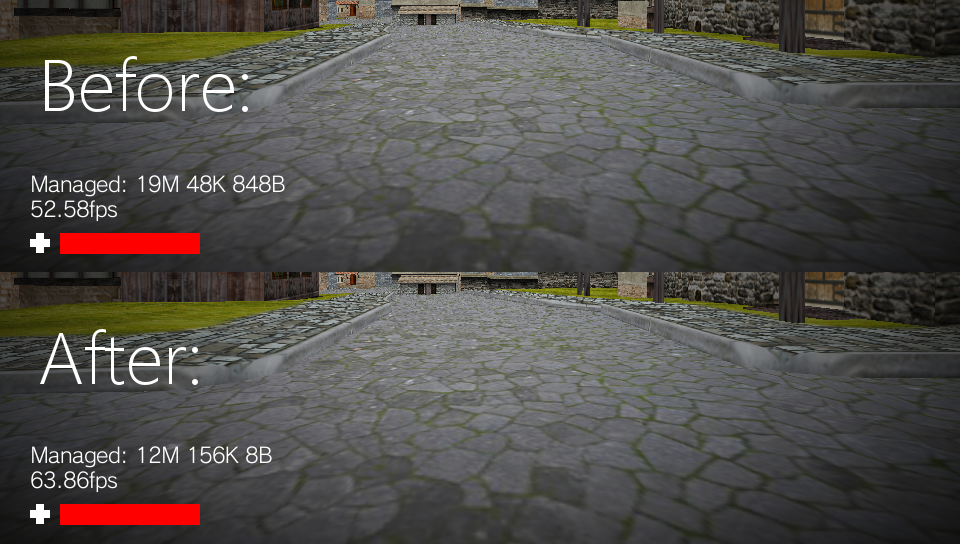 Before:
Managed: 19M 48K 848B
52.58fps
After:
Managed: 12M 156K 8B
63.86fps